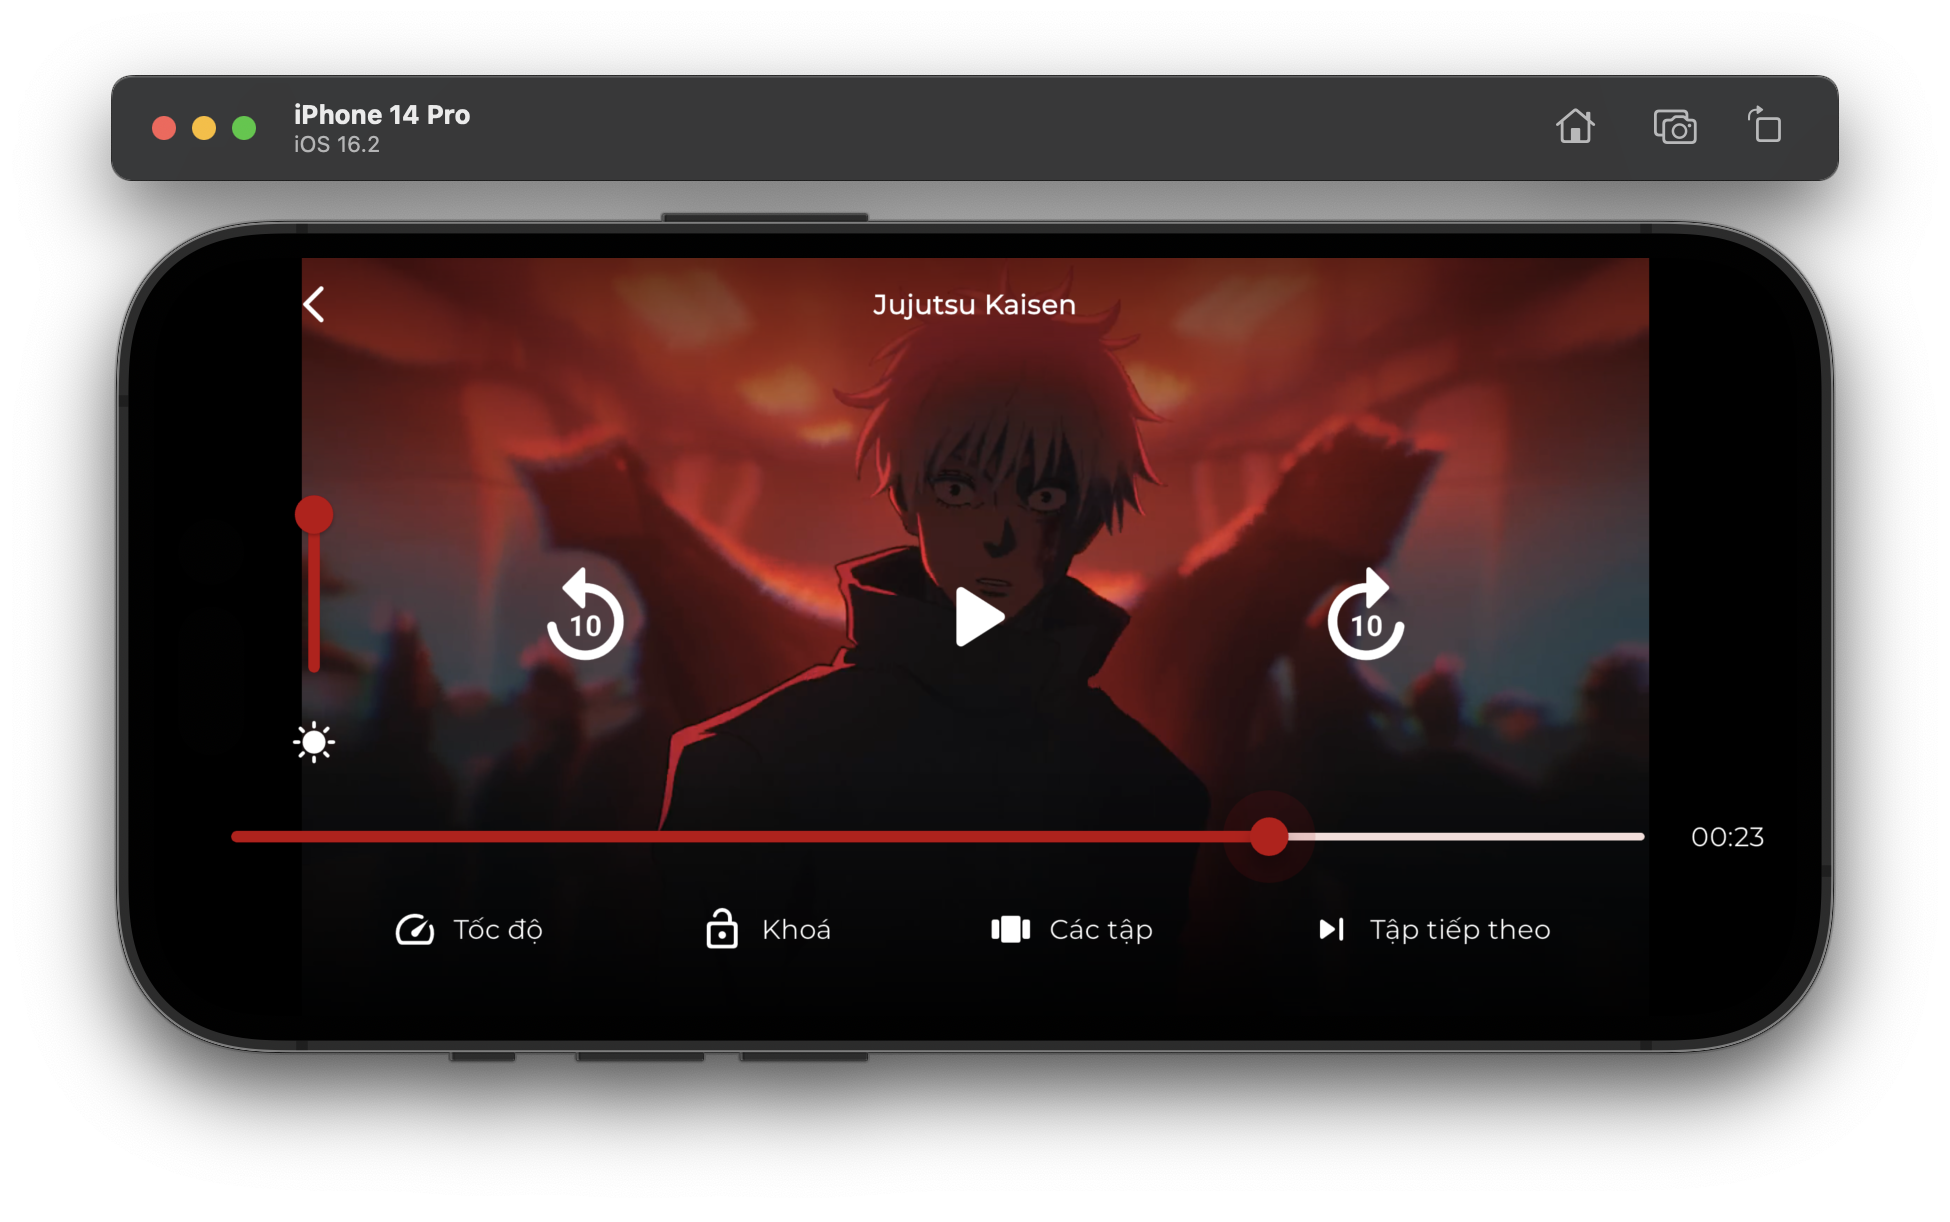 iPhone 14 Pro
iOS 16.2
Jujutsu Kaisen
10
10
00:23
Tốc độ
Khoá
Các tập
Tập tiếp theo